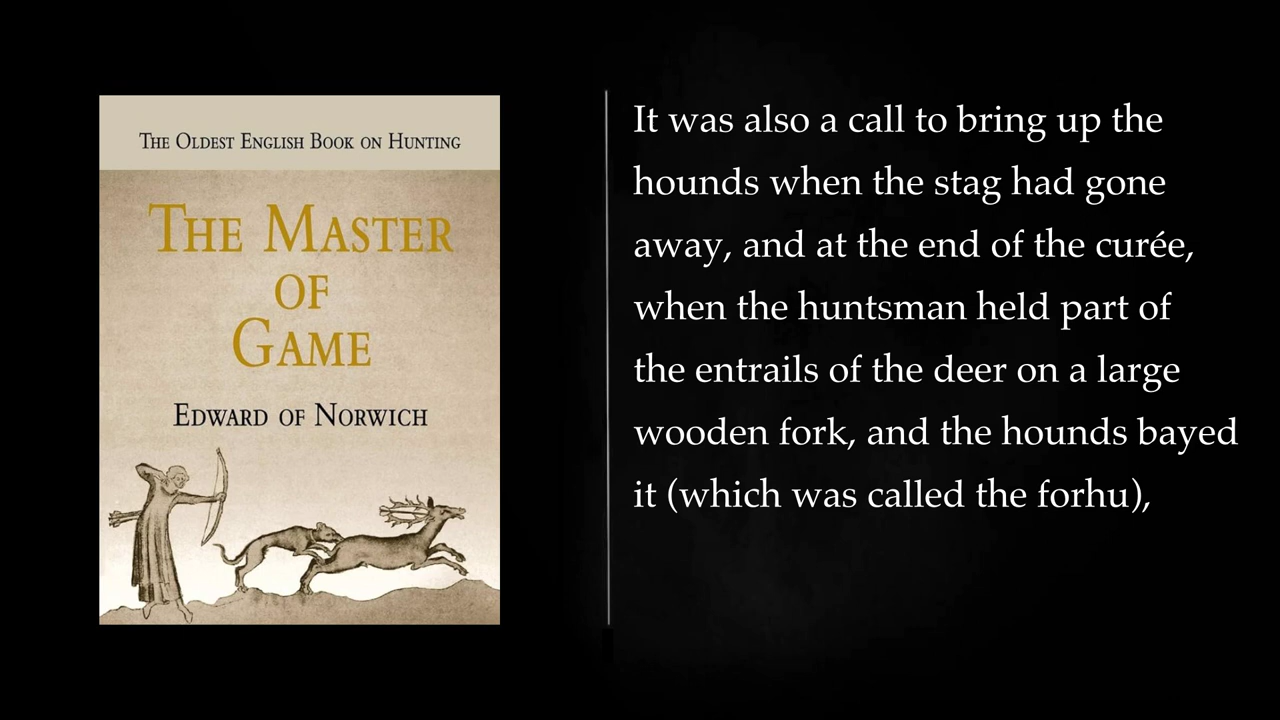 The Oldest English Book on Hunting
The Master
of
Game
Edward of Norwich
It was also a call to bring up the
hounds when the stag had gone
away, and at the end of the curée,
when the huntsman held part of
the entrails of the deer on a large
wooden fork, and the hounds bayed
it (which was called the forhu),